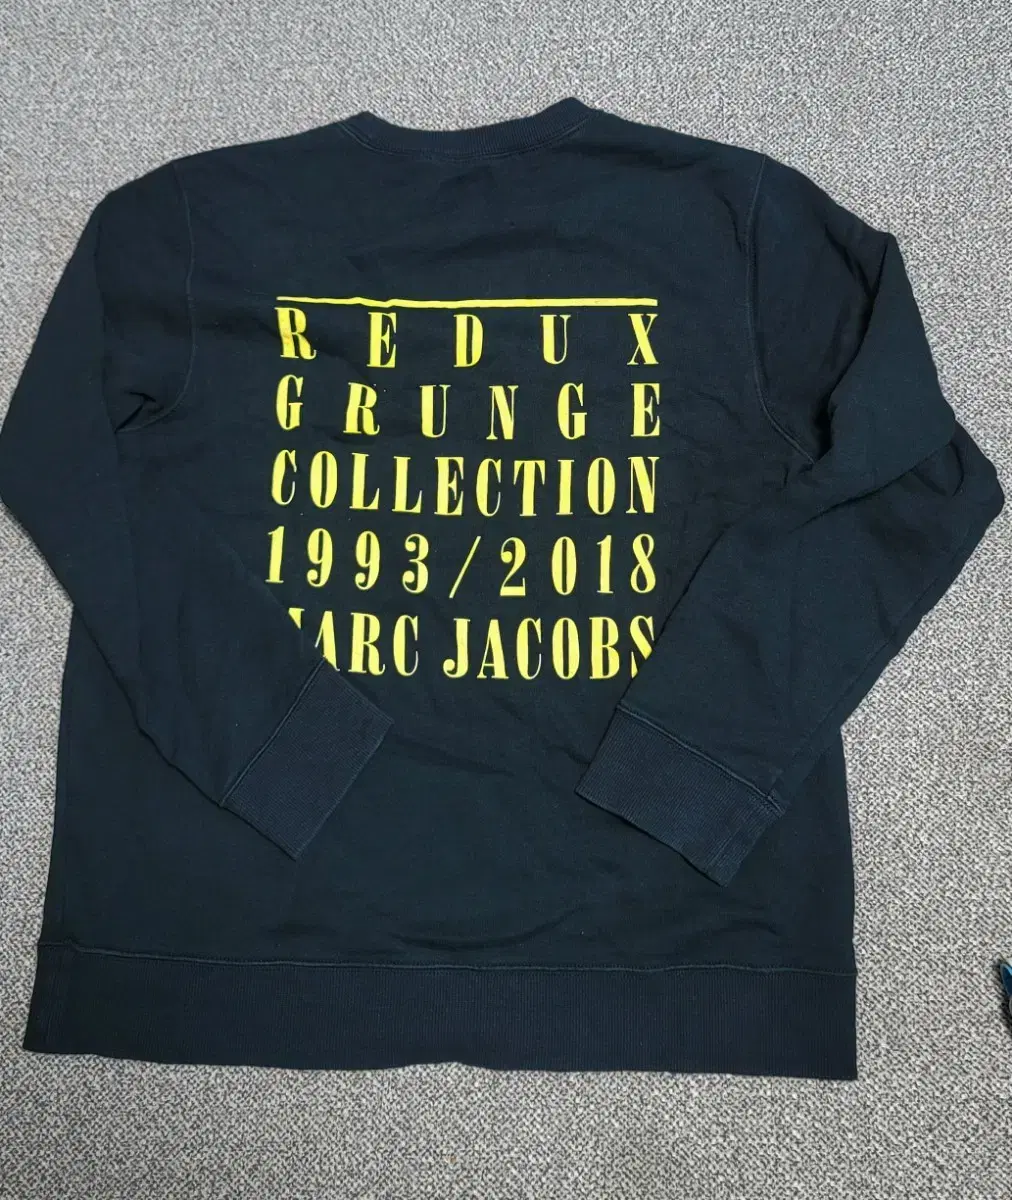 REDUX
GRUNGE
COLLECTION
1993/2018
MARC JACOBS